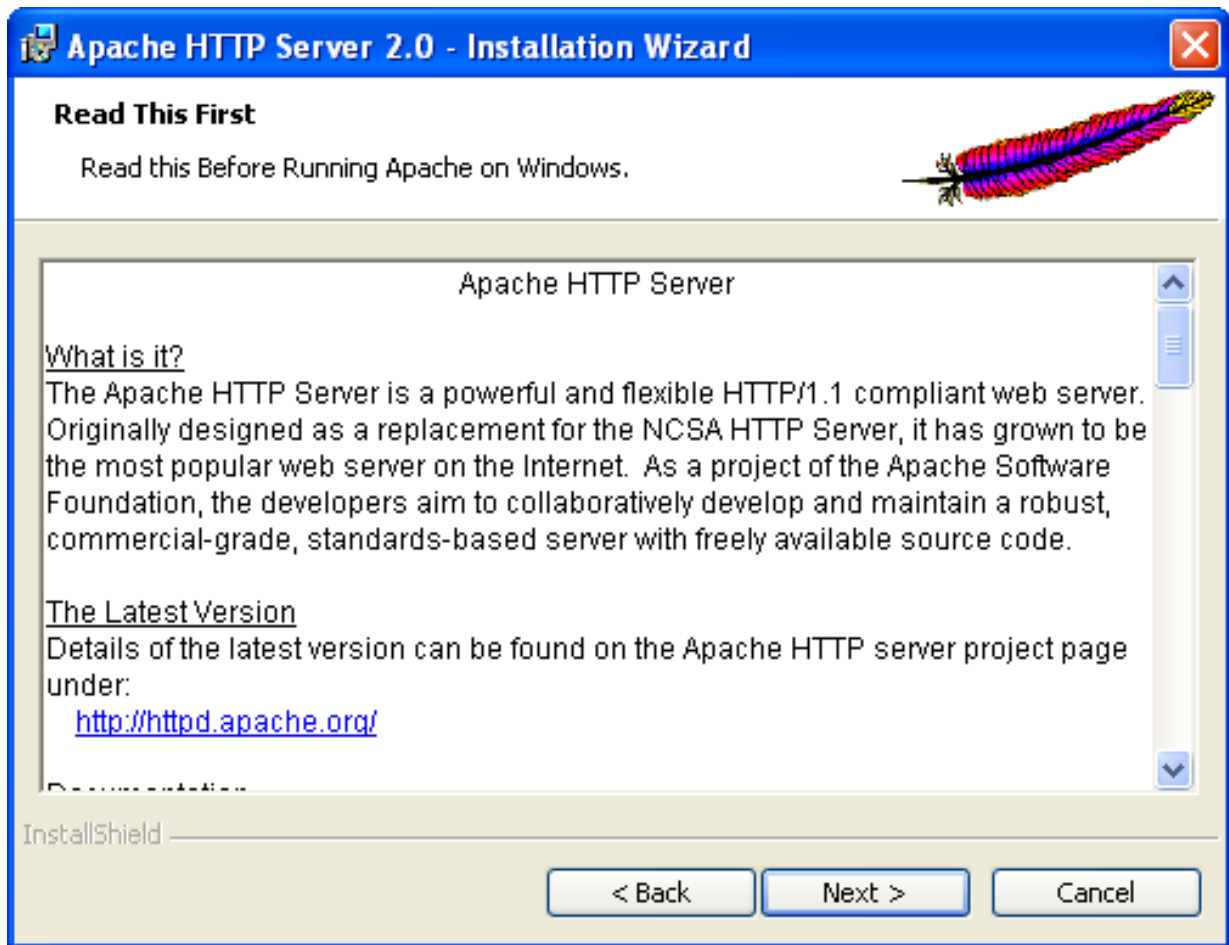 Apache HTTP Server 2.0 - Installation Wizard
Read This First
Read this Before Running Apache on Windows.
Apache HTTP Server
What is it?
The Apache HTTP Server is a powerful and flexible HTTP/1.1 compliant web server.
Originally designed as a replacement for the NCSA HTTP Server, it has grown to be
the most popular web server on the Internet.  As a project of the Apache Software
Foundation, the developers aim to collaboratively develop and maintain a robust,
commercial-grade, standards-based server with freely available source code.
The Latest Version
Details of the latest version can be found on the Apache HTTP server project page
under:
http://httpd.apache.org/
Documentation
InstallShield
< Back
Next >
Cancel